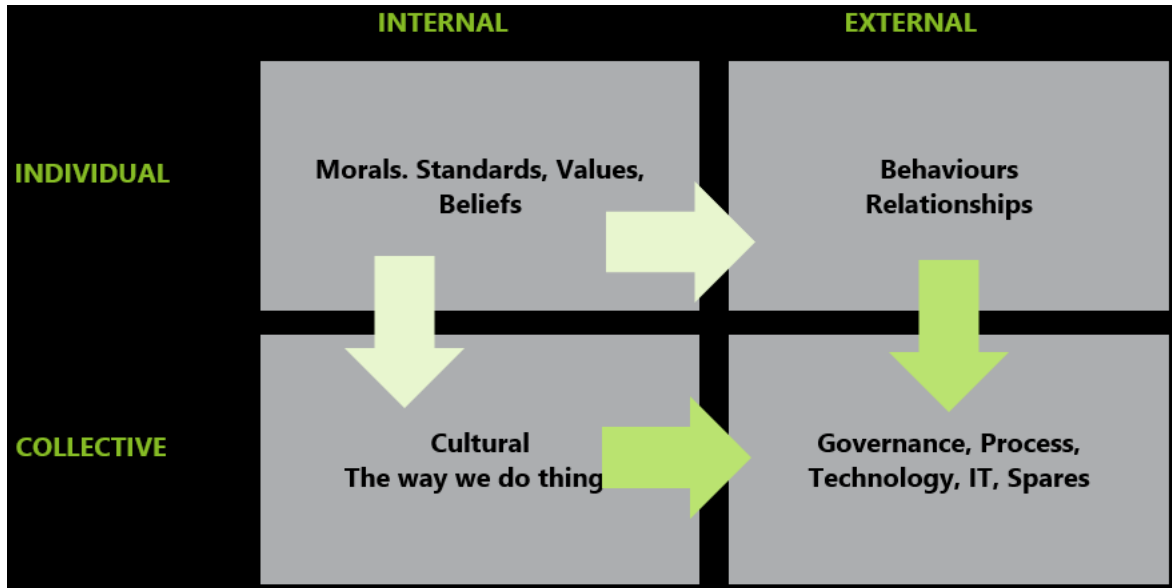 INTERNAL
EXTERNAL
INDIVIDUAL
Morals. Standards, Values,
Beliefs
Behaviours
Relationships
COLLECTIVE
Cultural
The way we do thing
Governance, Process,
Technology, IT, Spares